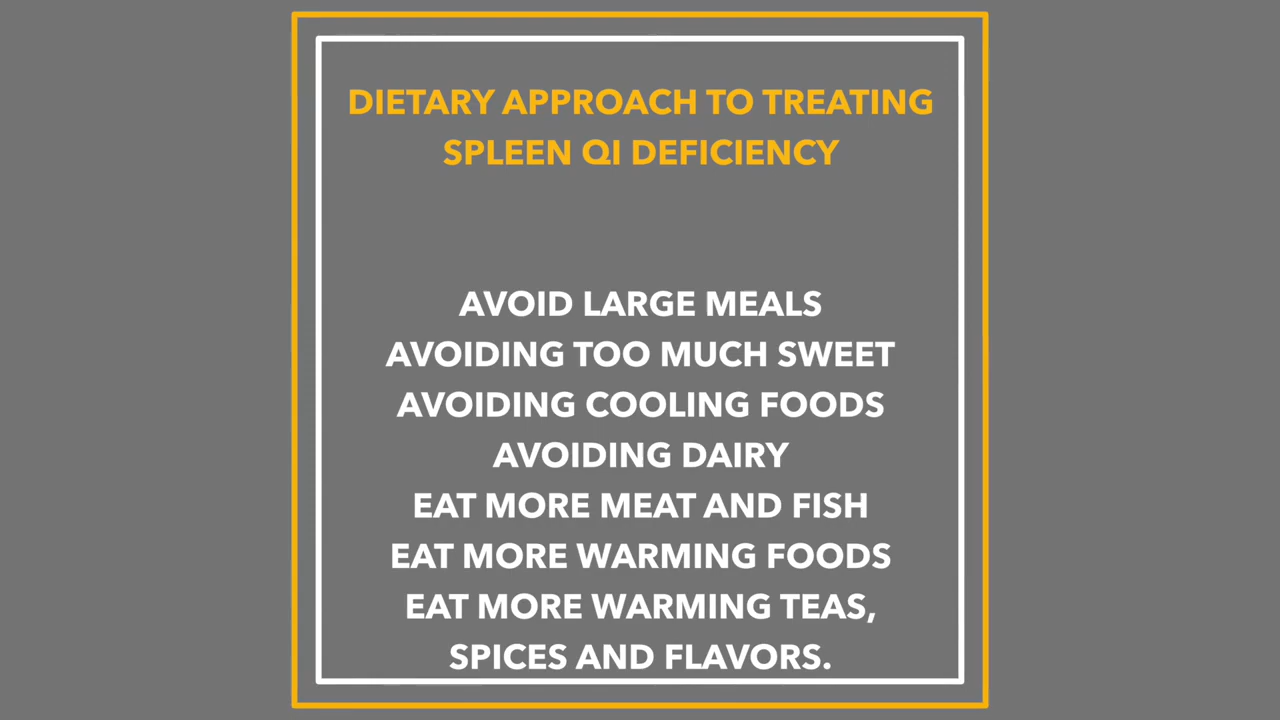 DIETARY APPROACH TO TREATING
SPLEEN QI DEFICIENCY
AVOID LARGE MEALS
AVOIDING TOO MUCH SWEET
AVOIDING COOLING FOODS
AVOIDING DAIRY
EAT MORE MEAT AND FISH
EAT MORE WARMING FOODS
EAT MORE WARMING TEAS,
SPICES AND FLAVORS.